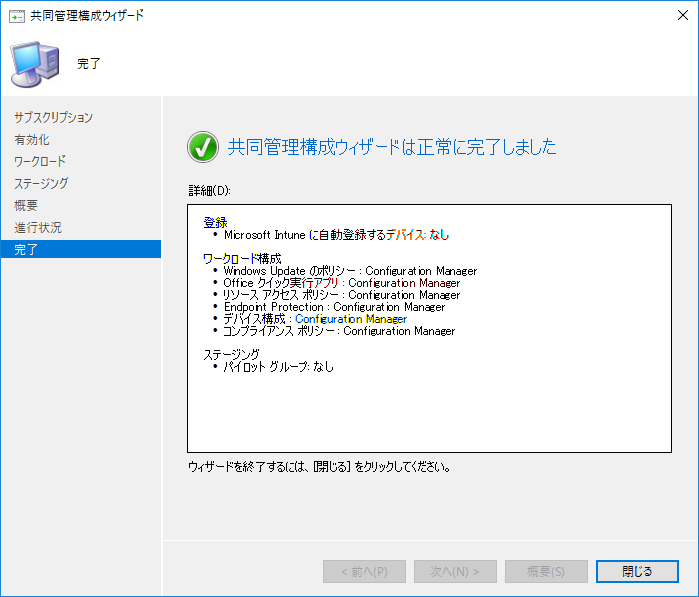 共同管理構成ウィザード
完了
サブスクリプション
有効化
ワークロード
ステージング
概要
進行状況
完了
共同管理構成ウィザードは正常に完了しました
詳細(D):
登録
• Microsoft Intune に自動登録するデバイス: なし
ワークロード構成
• Windows Update のポリシー : Configuration Manager
• Office クイック実行アプリ : Configuration Manager
• リソース アクセス ポリシー : Configuration Manager
• Endpoint Protection : Configuration Manager
• デバイス構成 : Configuration Manager
• コンプライアンス ポリシー : Configuration Manager
ステージング
• パイロット グループ: なし
ウィザードを終了するには、[閉じる] をクリックしてください。
< 前へ(P)
次へ(N) >
概要(S)
閉じる